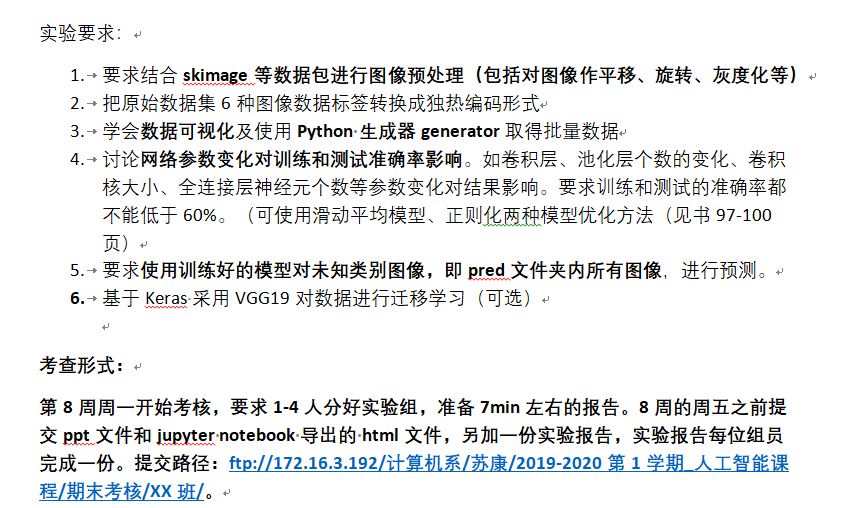 实验要求：
1. 要求结合 skimage 等数据包进行图像预处理（包括对图像作平移、旋转、灰度化等）
2. 把原始数据集 6 种图像数据标签转换成独热编码形式
3. 学会数据可视化及使用 Python 生成器 generator 取得批量数据
4. 讨论网络参数变化对训练和测试准确率影响。如卷积层、池化层个数的变化、卷积
核大小、全连接层神经元个数等参数变化对结果影响。要求训练和测试的准确率都
不能低于 60%。（可使用滑动平均模型、正则化两种模型优化方法（见书 97-100
页）
5. 要求使用训练好的模型对未知类别图像，即 pred 文件夹内所有图像，进行预测。
6. 基于 Keras 采用 VGG19 对数据进行迁移学习（可选）
考查形式：
第 8 周周一开始考核，要求 1-4 人分好实验组，准备 7min 左右的报告。8 周的周五之前提
交 ppt 文件和 jupyter notebook 导出的 html 文件，另加一份实验报告，实验报告每位组员
完成一份。提交路径：ftp://172.16.3.192/计算机系/苏康/2019-2020 第 1 学期_人工智能课
程/期末考核/XX 班/。